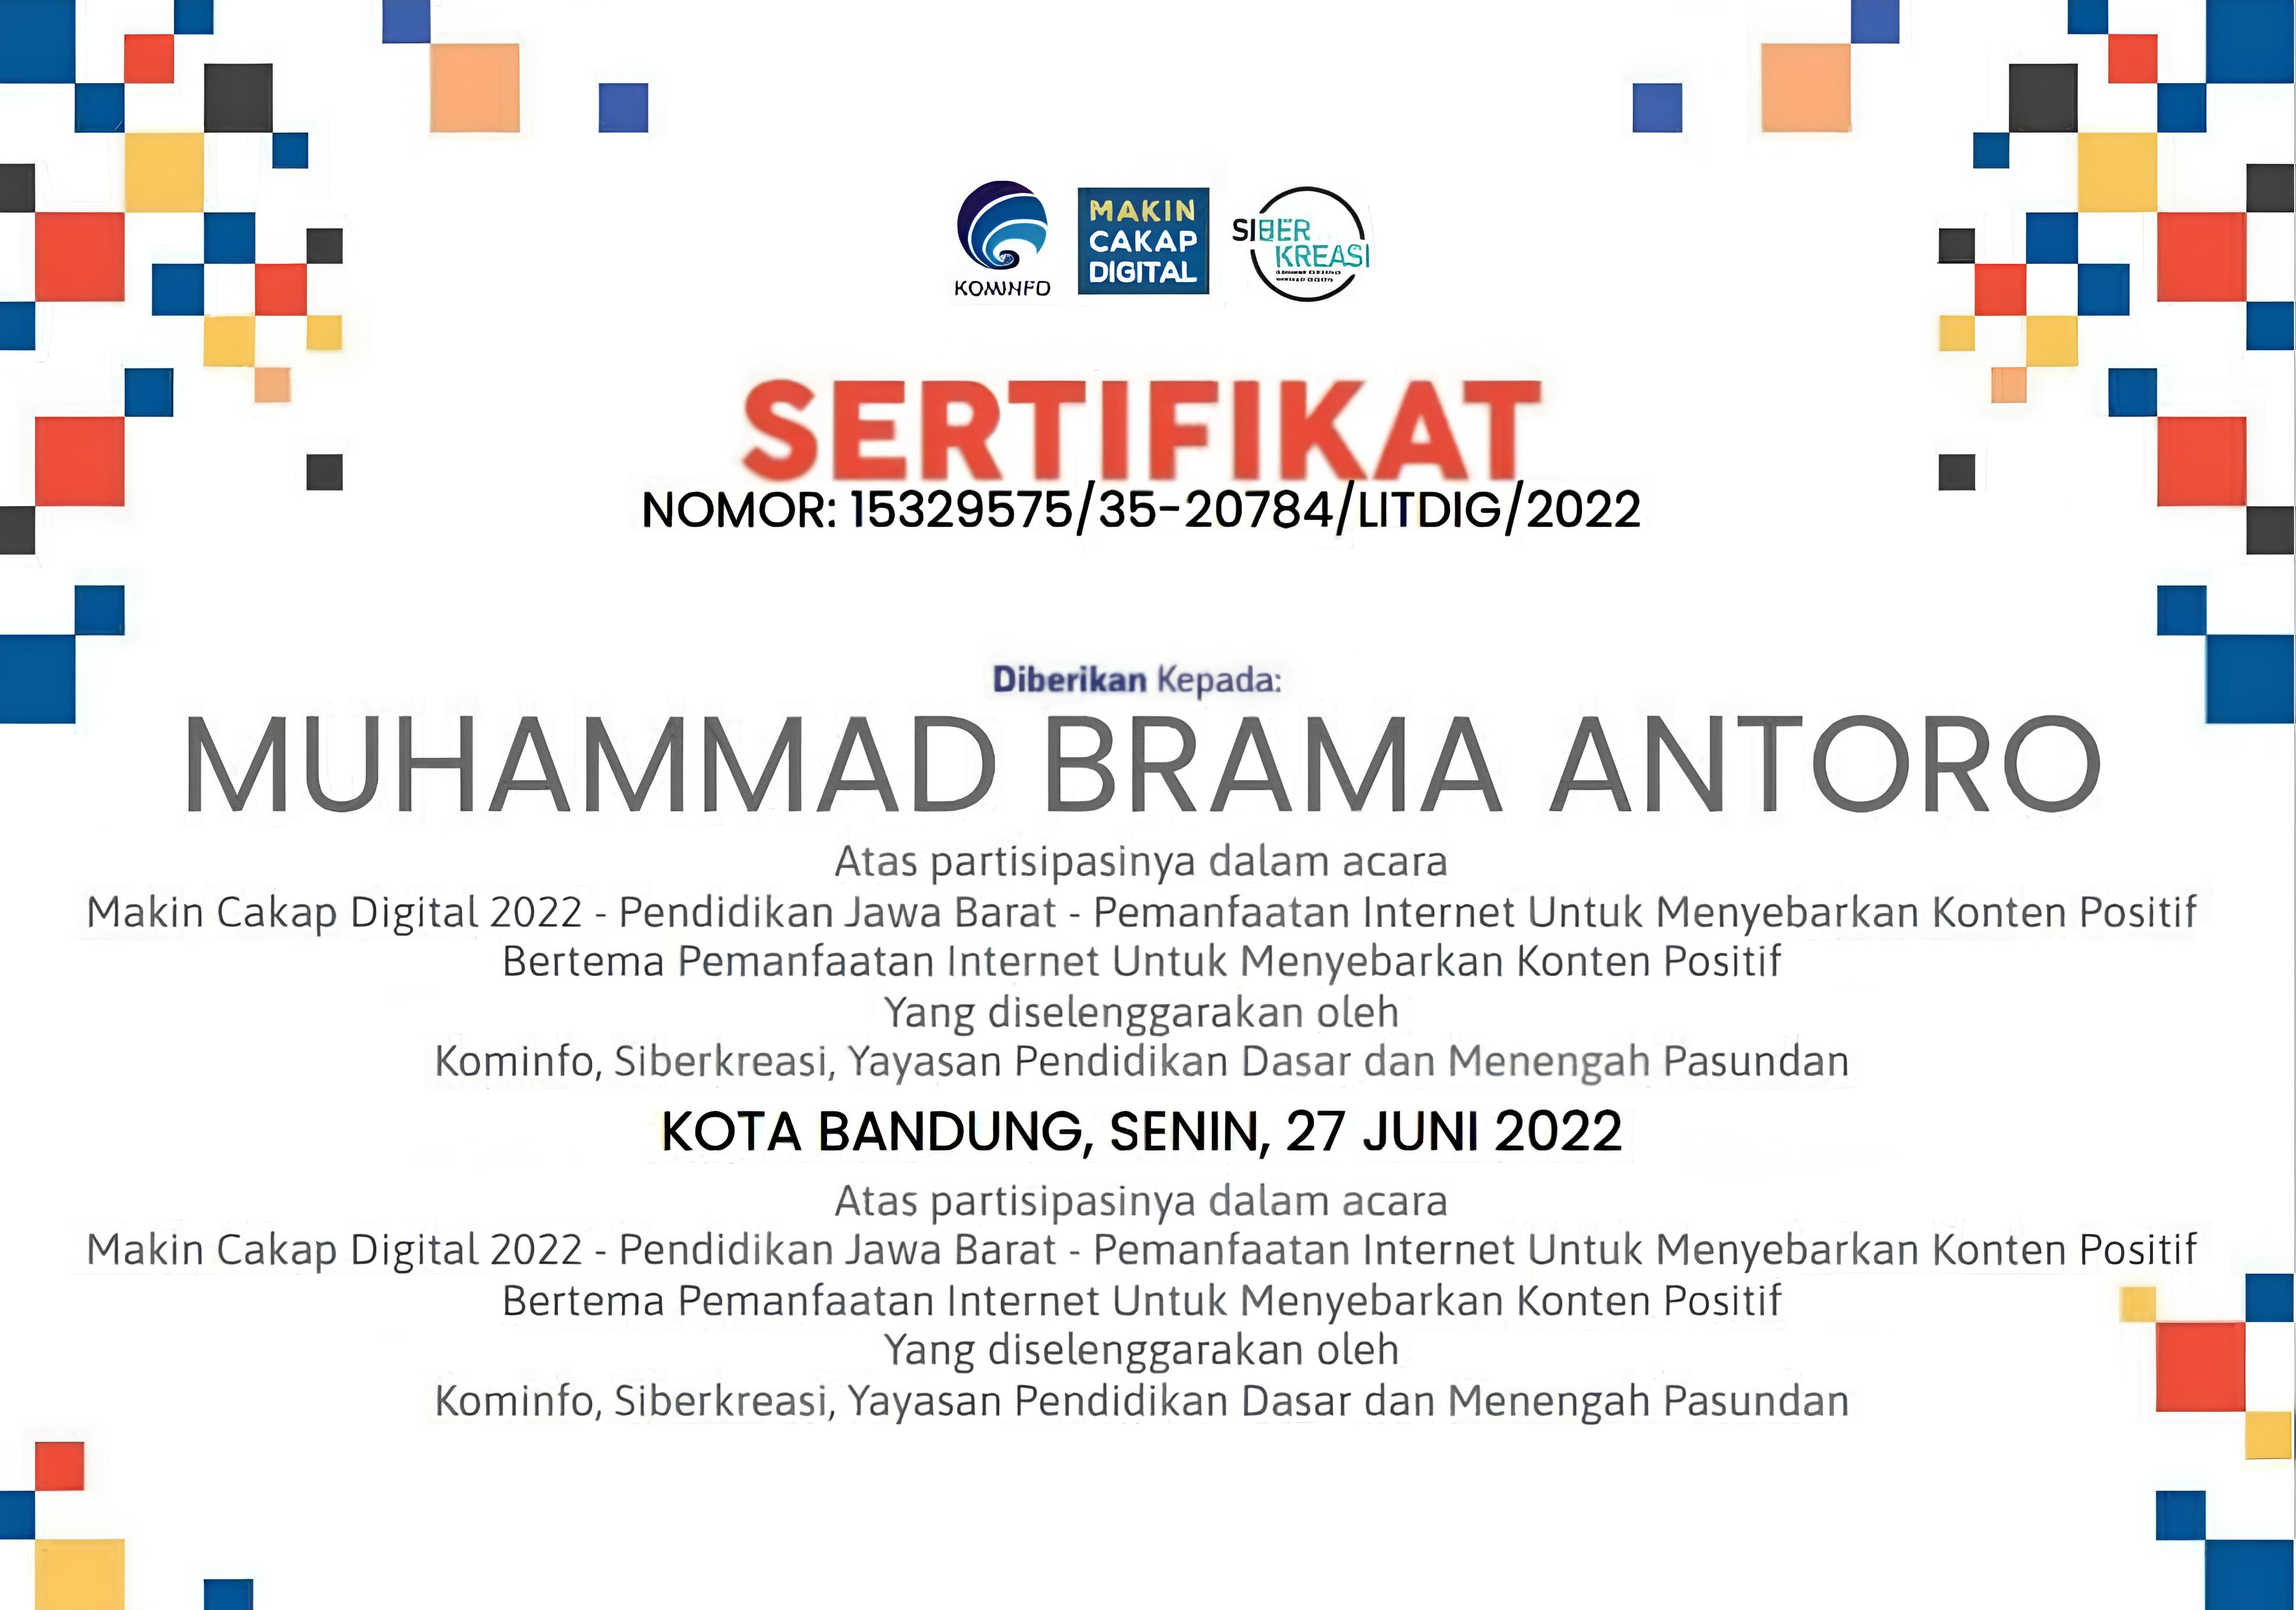 KOMINFO
MAKIN
CAKAP
DIGITAL
SIBER
KREASI
SERTIFIKAT
NOMOR: 15329575/35-20784/LITDIG/2022
Diberikan Kepada:
MUHAMMAD BRAMA ANTORO
Atas partisipasinya dalam acara
Makin Cakap Digital 2022 - Pendidikan Jawa Barat - Pemanfaatan Internet Untuk Menyebarkan Konten Positif
Bertema Pemanfaatan Internet Untuk Menyebarkan Konten Positif
Yang diselenggarakan oleh
Kominfo, Siberkreasi, Yayasan Pendidikan Dasar dan Menengah Pasundan
KOTA BANDUNG, SENIN, 27 JUNI 2022
Atas partisipasinya dalam acara
Makin Cakap Digital 2022 - Pendidikan Jawa Barat - Pemanfaatan Internet Untuk Menyebarkan Konten Positif
Bertema Pemanfaatan Internet Untuk Menyebarkan Konten Positif
Yang diselenggarakan oleh
Kominfo, Siberkreasi, Yayasan Pendidikan Dasar dan Menengah Pasundan